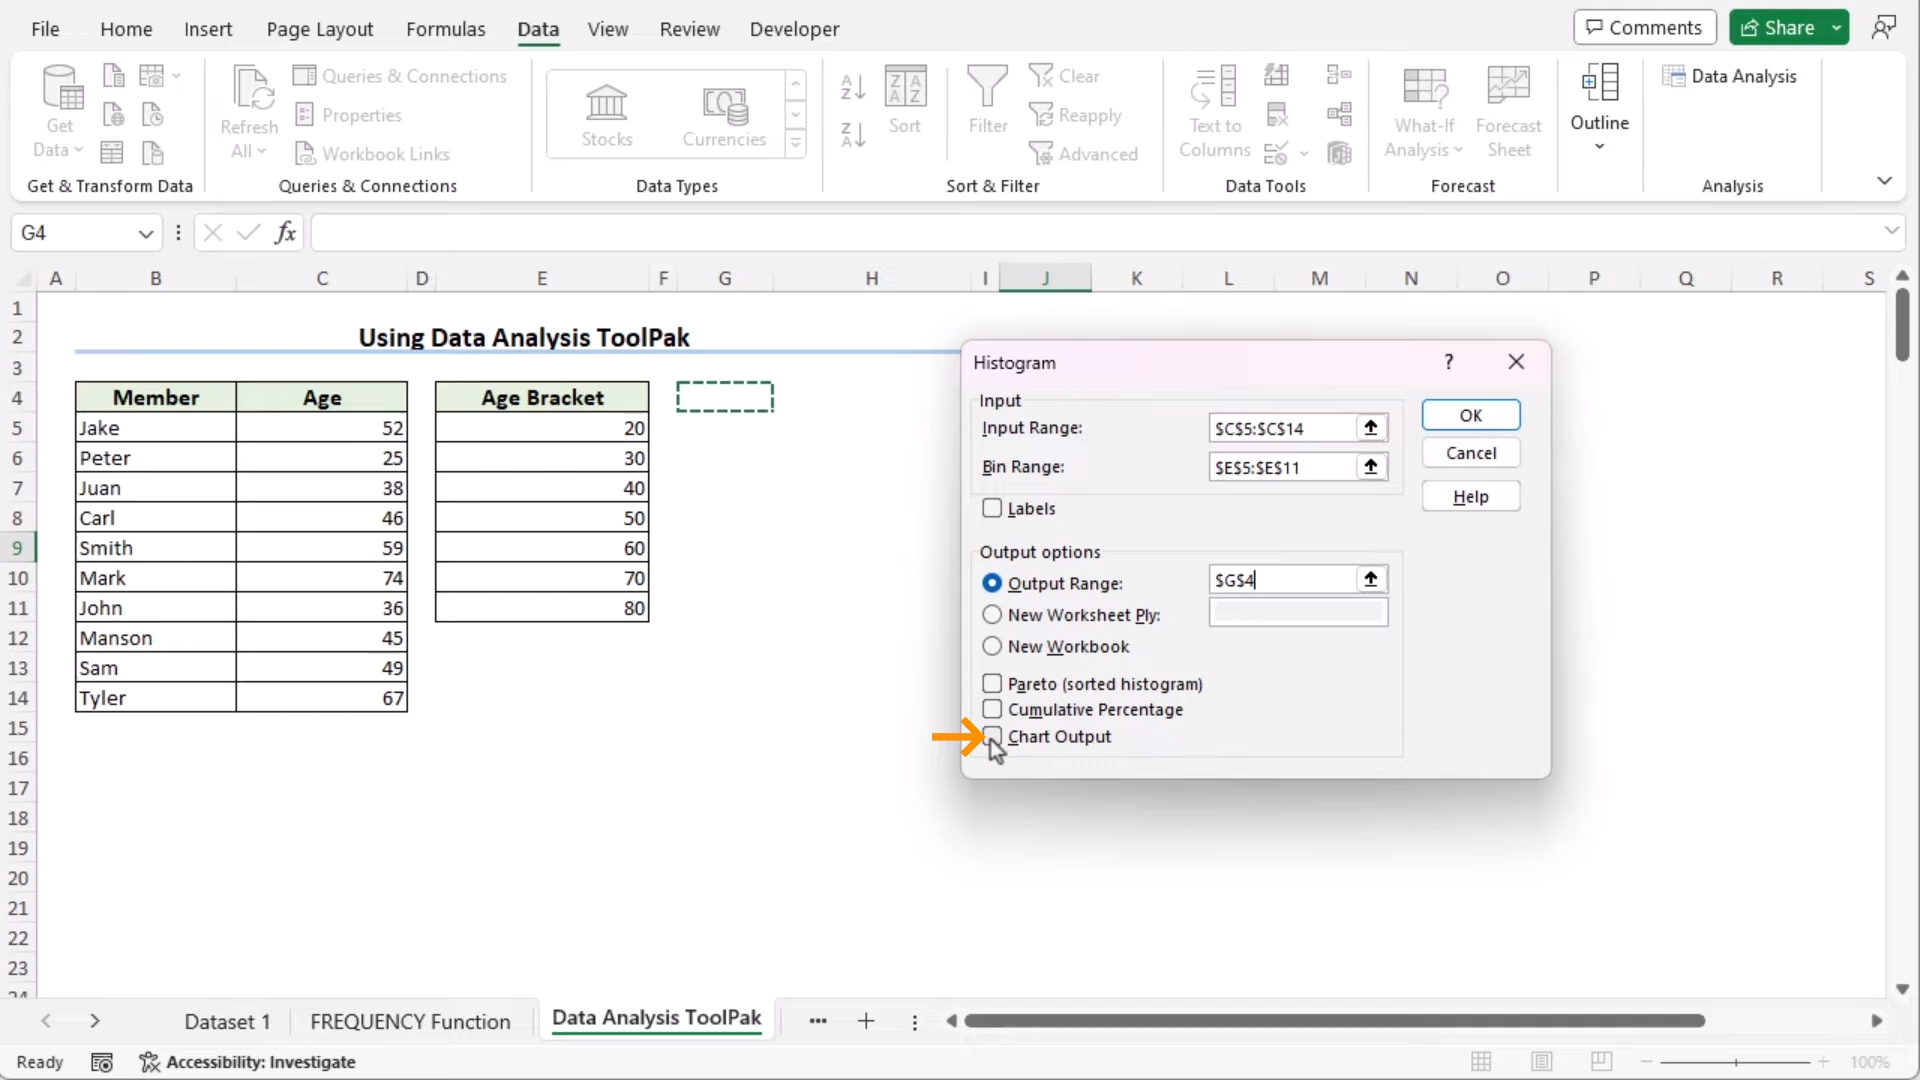 File Home Insert Page Layout Formulas Data View Review Developer Comments Share
Get Data
Refresh All
Queries & Connections
Properties
Workbook Links
Stocks
Currencies
A Z
Z A
Z A A Z
Sort
Filter
Clear
Reapply
Advanced
Text to Columns
What-If Analysis
Forecast Sheet
Outline
Data Analysis
Get & Transform Data Queries & Connections Data Types Sort & Filter Data Tools Forecast Analysis
G4 fx
A B C D E F G H I J K L M N O P Q R S
1
2 Using Data Analysis ToolPak
3
4 Member Age Age Bracket
5 Jake 52 20
6 Peter 25 30
7 Juan 38 40
8 Carl 46 50
9 Smith 59 60
10 Mark 74 70
11 John 36 80
12 Manson 45
13 Sam 49
14 Tyler 67
15
16
17
18
19
20
21
22
23
24
Histogram ?
Input
Input Range: $C$5:$C$14
Bin Range: $E$5:$E$11
Labels
OK
Cancel
Help
Output options
Output Range: $G$4
New Worksheet Ply:
New Workbook
Pareto (sorted histogram)
Cumulative Percentage
Chart Output
Dataset 1 FREQUENCY Function Data Analysis ToolPak
Ready Accessibility: Investigate 100%